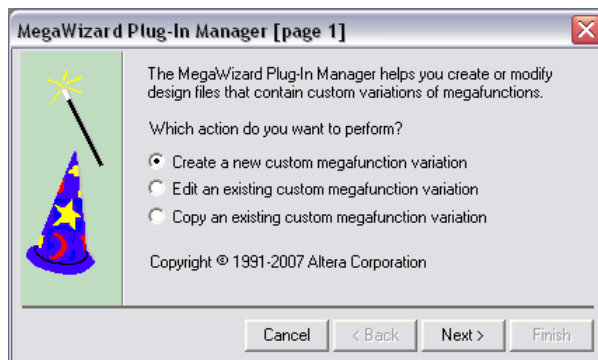 MegaWizard Plug-In Manager [page 1]
The MegaWizard Plug-In Manager helps you create or modify
design files that contain custom variations of megafunctions.
Which action do you want to perform?
Create a new custom megafunction variation
Edit an existing custom megafunction variation
Copy an existing custom megafunction variation
Copyright © 1991-2007 Altera Corporation
Cancel < Back Next > Finish